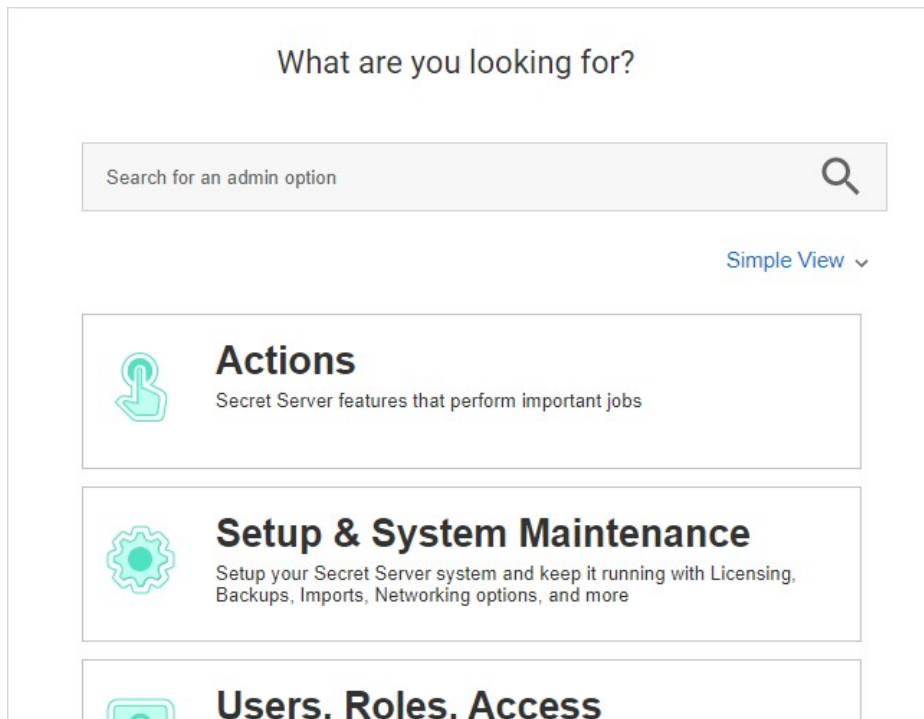 What are you looking for?
Search for an admin option
Simple View
Actions
Secret Server features that perform important jobs
Setup & System Maintenance
Setup your Secret Server system and keep it running with Licensing,
Backups, Imports, Networking options, and more
Users, Roles, Access